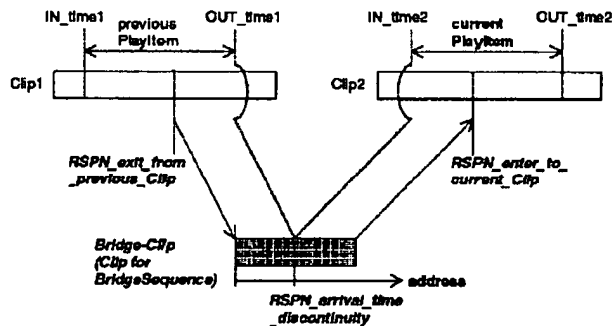 IN_time1
previous
PlayItem
OUT_time1
IN_time2
current
PlayItem
OUT_time2
Clip1
Clip2
RSPN_exit_from
_previous_Clip
RSPN_enter_to_
current_Clip
Bridge-Clip
(Clip for
BridgeSequence)
address
RSPN_arrival_time
_discontinuity